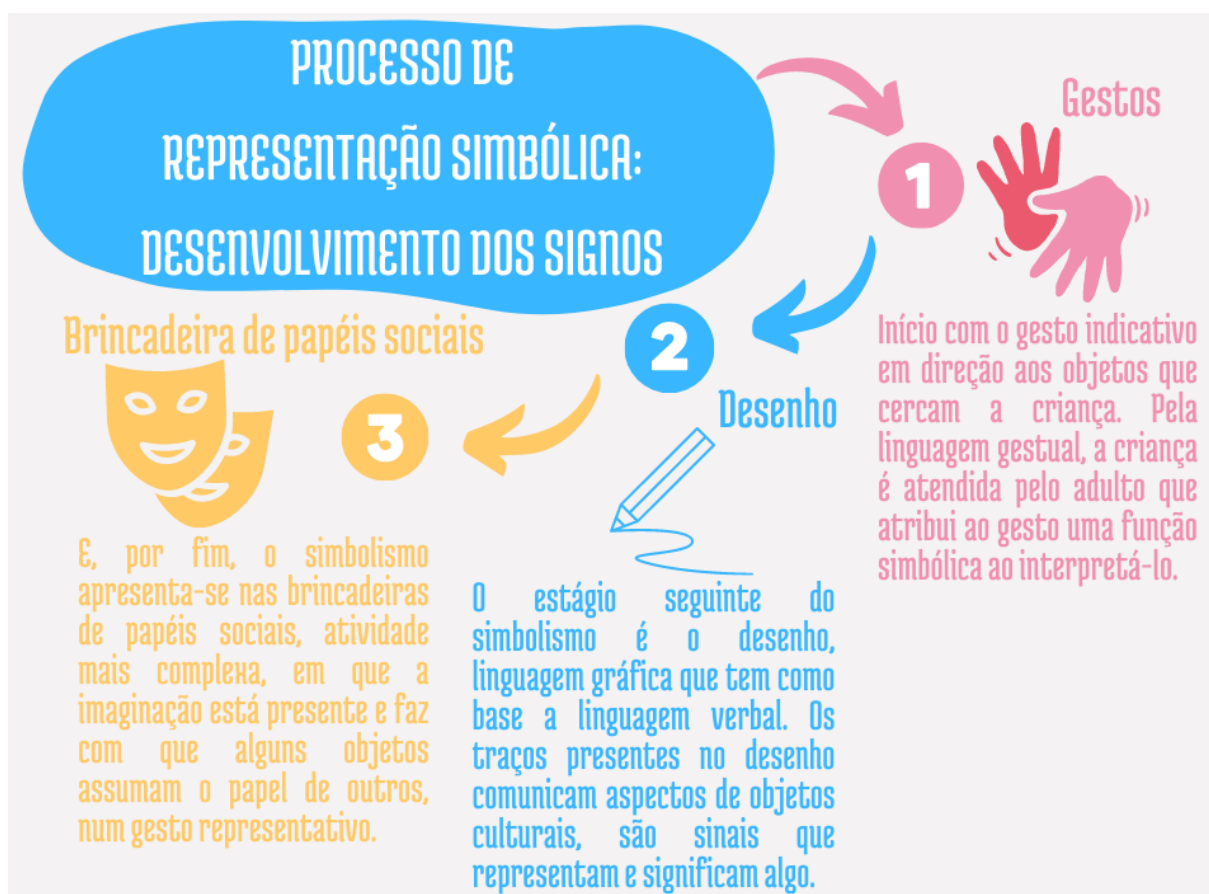 PROCESSO DE
REPRESENTAÇÃO SIMBÓLICA:
DESENVOLVIMENTO DOS SIGNOS
Gestos
1
Início com o gesto indicativo
em direção aos objetos que
cercam a criança. Pela
linguagem gestual, a criança
é atendida pelo adulto que
atribui ao gesto uma função
simbólica ao interpretá-lo.
2
Desenho
O estágio seguinte do
simbolismo é o desenho,
linguagem gráfica que tem como
base a linguagem verbal. Os
traços presentes no desenho
comunicam aspectos de objetos
culturais, são sinais que
representam e significam algo.
Brincadeira de papéis sociais
3
E, por fim, o simbolismo
apresenta-se nas brincadeiras
de papéis sociais, atividade
mais complexa, em que a
imaginação está presente e faz
com que alguns objetos
assumam o papel de outros,
num gesto representativo.